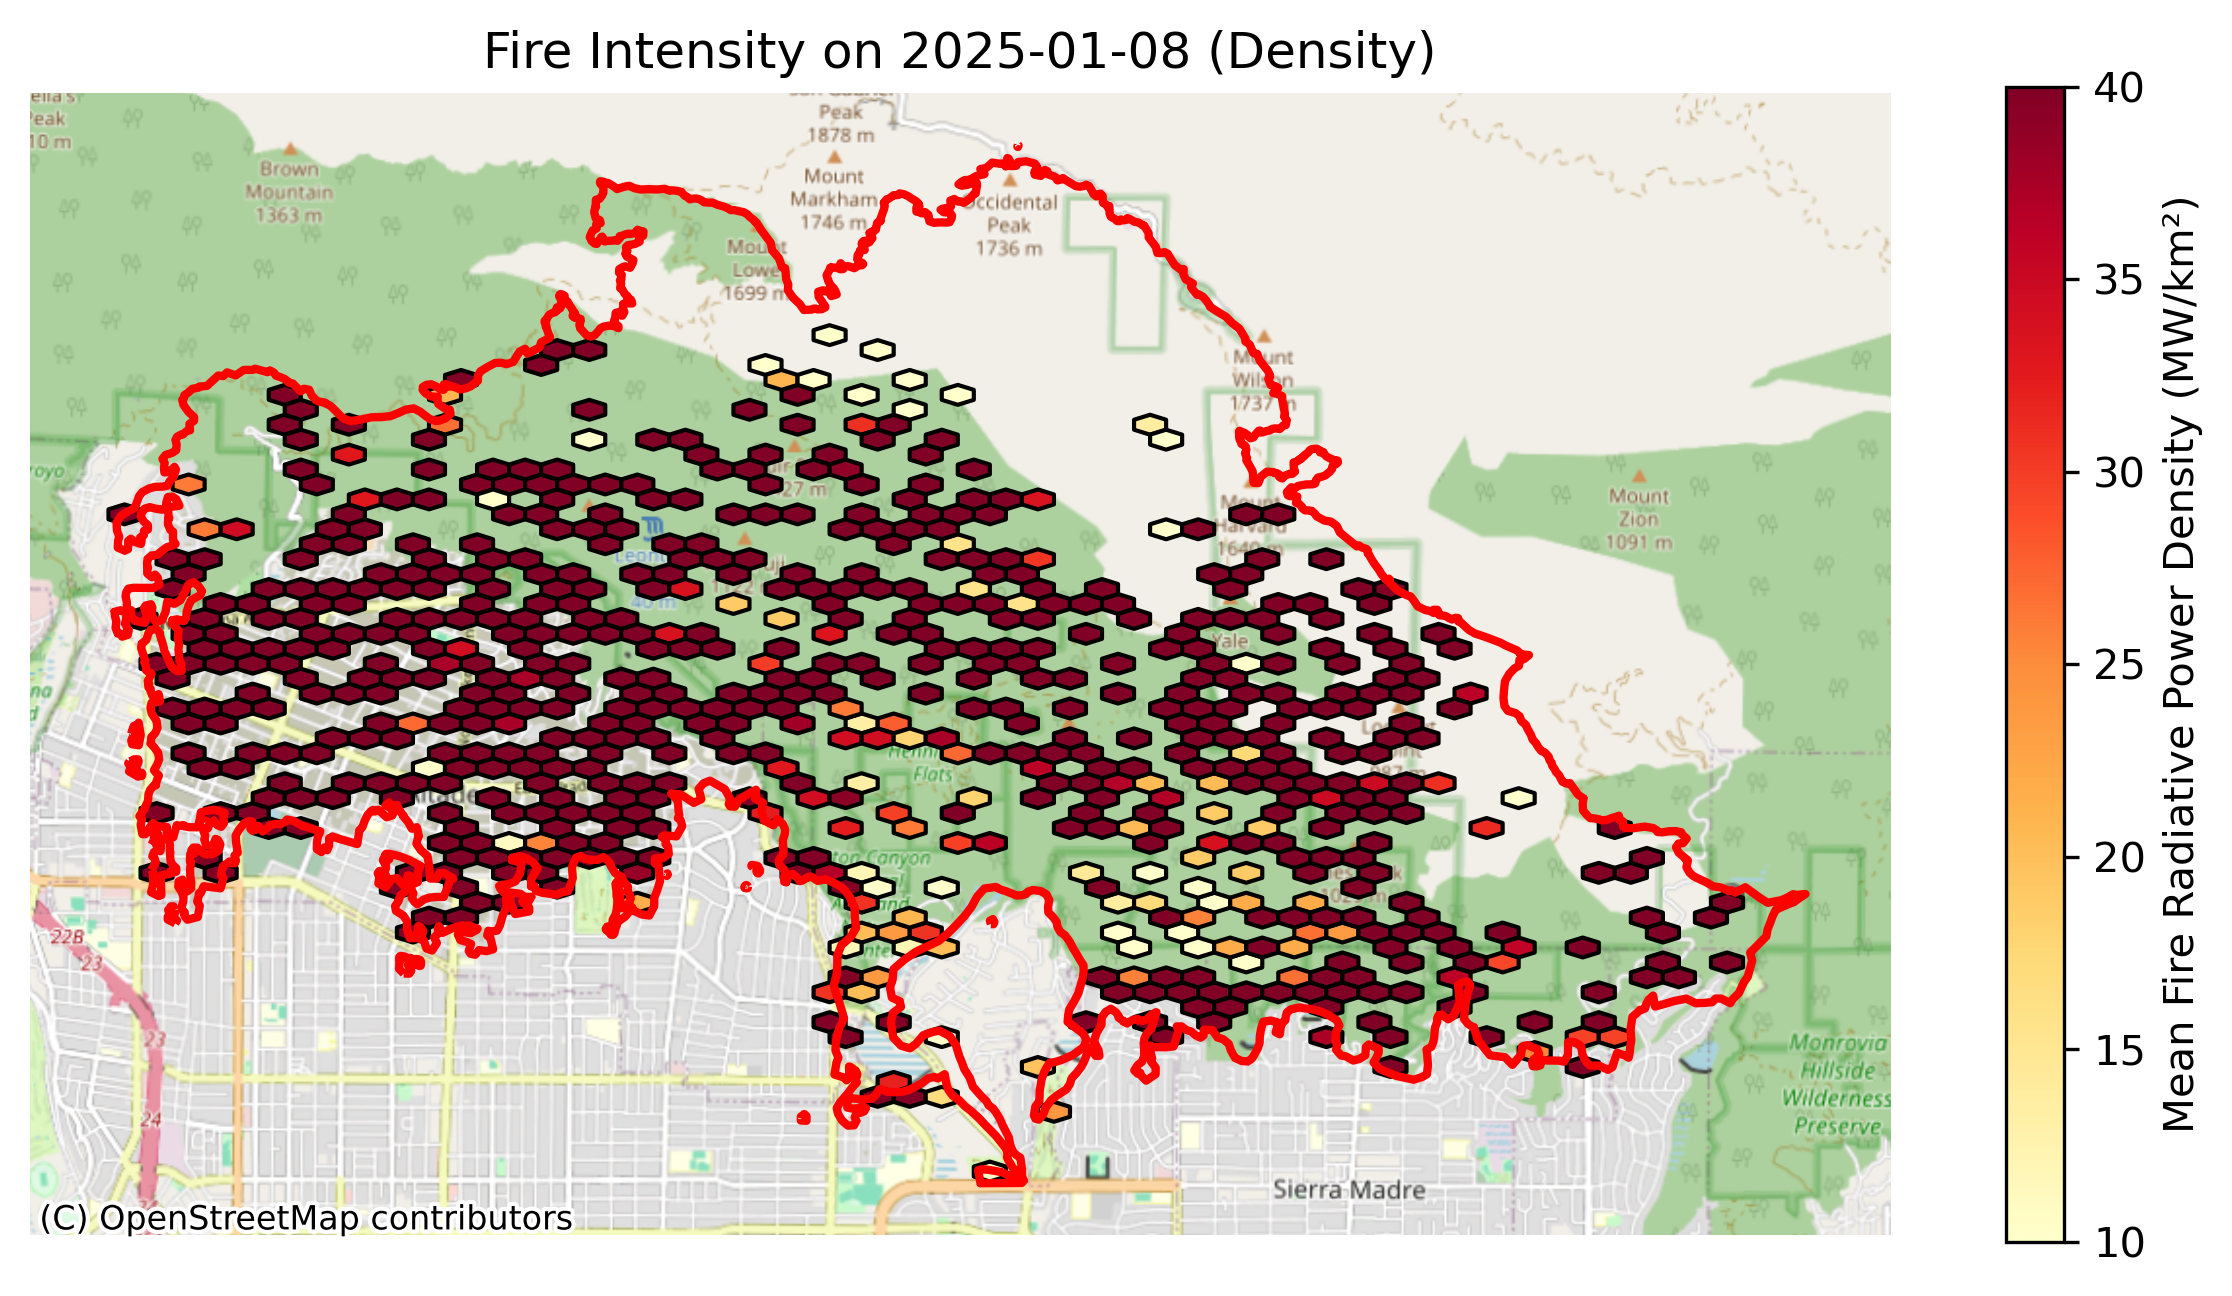 Fire Intensity on 2025-01-08 (Density)
Peak
1878 m
Brown
Mountain
1363 m
Mount
Markham
1746 m
Occidental
Peak
1736 m
Mount
Lowe
1699 m
Mount
Wilson
1737 m
Mount
Harvard
1640 m
Mount
Zion
1091 m
Yale
Henni
Flats
22B
23
23
24
Sierra Madre
Monrovia
Hillside
Wilderness
Preserve
(C) OpenStreetMap contributors
40
35
30
25
20
15
10
Mean Fire Radiative Power Density (MW/km²)